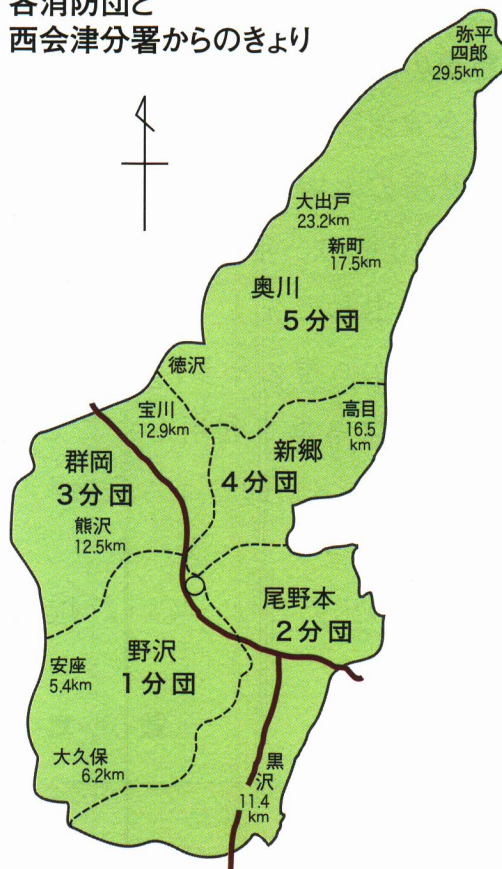 各消防団と
西会津分署からのきょり
弥平
四郎
29.5km
大出戸
23.2km
新町
17.5km
奥川
5分団
徳沢
宝川
12.9km
高目
16.5
km
新郷
4分団
群岡
3分団
熊沢
12.5km
尾野本
2分団
野沢
1分団
安座
5.4km
大久保
6.2km
黒
沢
11.4
km